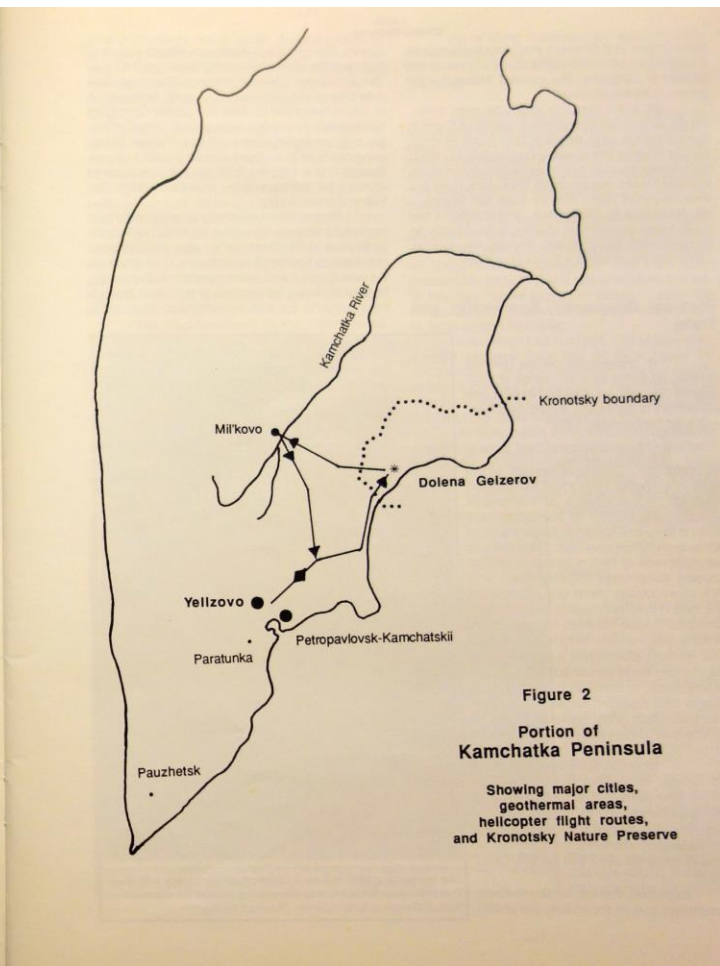 Kamchatka River
Kronotsky boundary
Mil'kovo
Dolena Gelzerov
Yelizovo
Petropavlovsk-Kamchatskii
Paratunka
Figure 2
Portion of
Kamchatka Peninsula
Pauzhetsk
Showing major cities,
geothermal areas,
helicopter flight routes,
and Kronotsky Nature Preserve